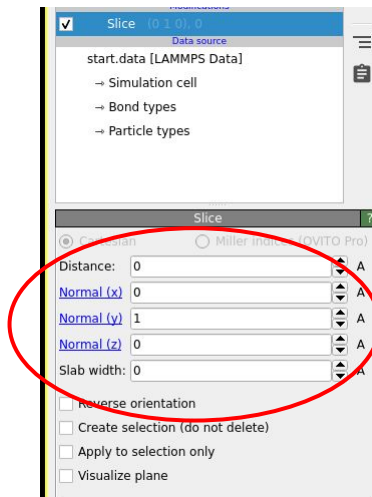 Modifications
Slice (0 1 0), 0
Data source
start.data [LAMMPS Data]
→ Simulation cell
→ Bond types
→ Particle types
Slice ?
Cartesian Miller indices (OVITO Pro)
Distance: 0 A
Normal (x) 0 A
Normal (y) 1 A
Normal (z) 0 A
Slab width: 0 A
Reverse orientation
Create selection (do not delete)
Apply to selection only
Visualize plane